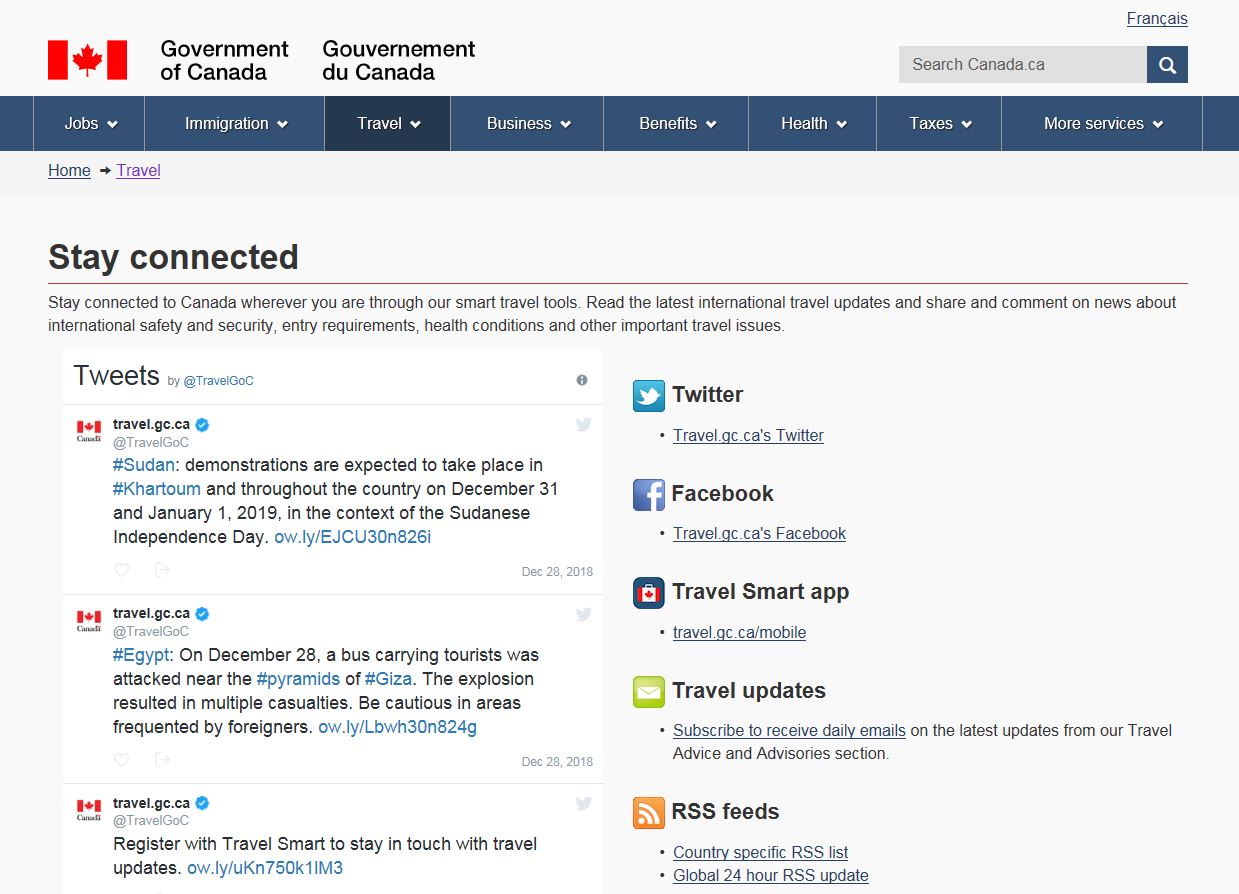 Français
Government Gouvernement
of Canada du Canada
Search Canada.ca
Jobs Immigration Travel Business Benefits Health Taxes More services
Home Travel
Stay connected
Stay connected to Canada wherever you are through our smart travel tools. Read the latest international travel updates and share and comment on news about
international safety and security, entry requirements, health conditions and other important travel issues.
Tweets by @TravelGoC
Canada
travel.gc.ca
@TravelGoC
#Sudan: demonstrations are expected to take place in
#Khartoum and throughout the country on December 31
and January 1, 2019, in the context of the Sudanese
Independence Day. ow.ly/EJCU30n826i
Dec 28, 2018
Canada
travel.gc.ca
@TravelGoC
#Egypt: On December 28, a bus carrying tourists was
attacked near the #pyramids of #Giza. The explosion
resulted in multiple casualties. Be cautious in areas
frequented by foreigners. ow.ly/Lbwh30n824g
Dec 28, 2018
Canada
travel.gc.ca
@TravelGoC
Register with Travel Smart to stay in touch with travel
updates. ow.ly/uKn750k1IM3
Twitter
• Travel.gc.ca's Twitter
Facebook
• Travel.gc.ca's Facebook
Travel Smart app
• travel.gc.ca/mobile
Travel updates
• Subscribe to receive daily emails on the latest updates from our Travel
Advice and Advisories section.
RSS feeds
• Country specific RSS list
• Global 24 hour RSS update